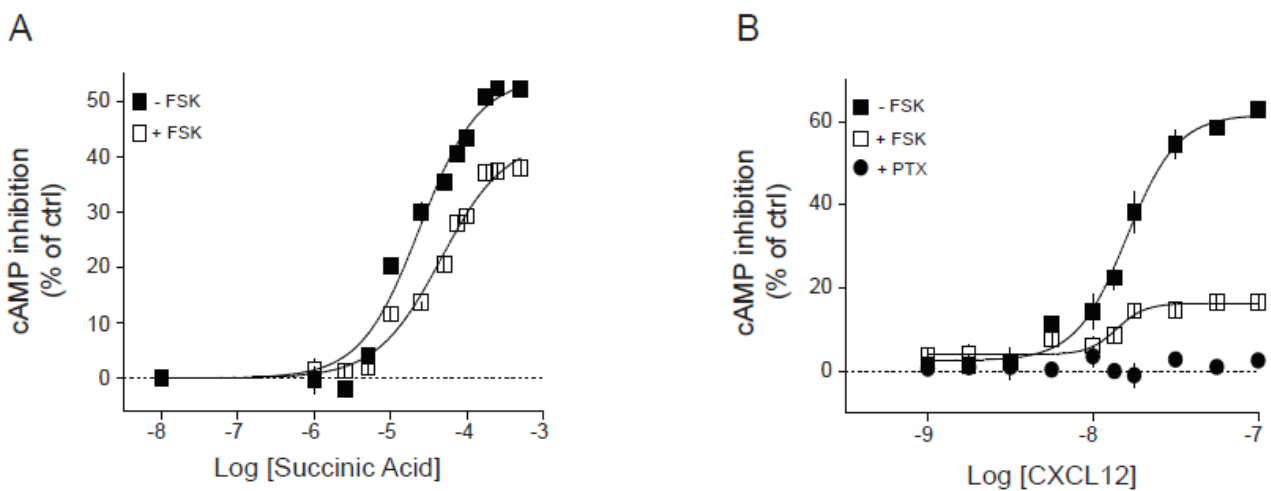 A
cAMP inhibition
(% of ctrl)
50
40
30
20
10
0
- FSK
+ FSK
-8 -7 -6 -5 -4 -3
Log [Succinic Acid]
B
cAMP inhibition
(% of ctrl)
60
40
20
0
- FSK
+ FSK
+ PTX
-9 -8 -7
Log [CXCL12]